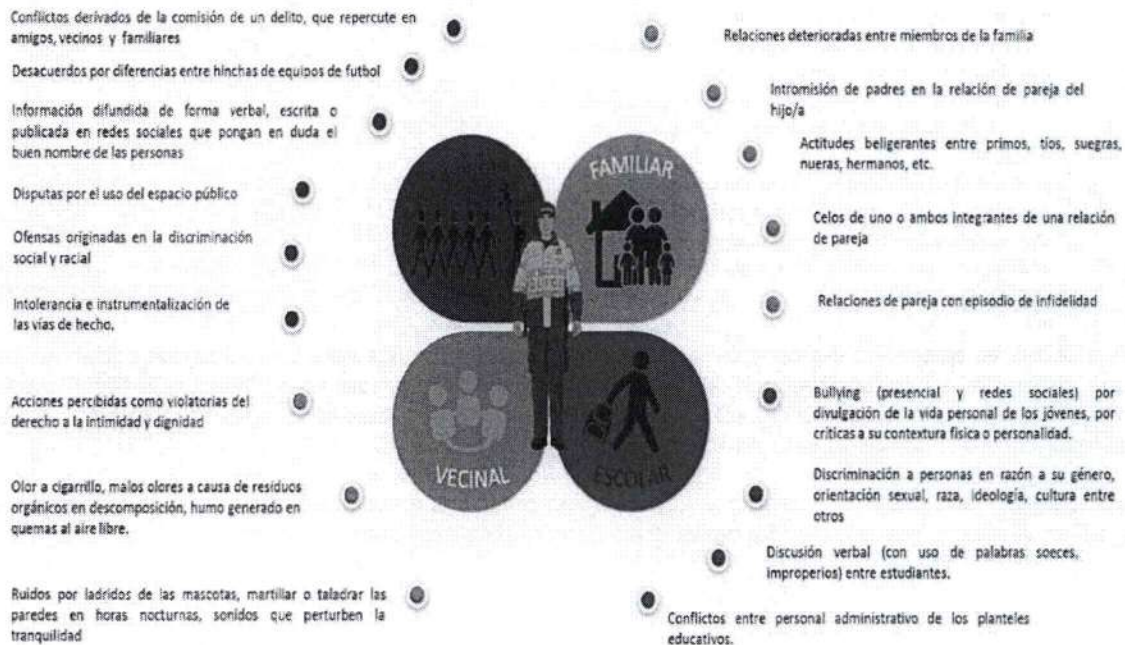 Conflictos derivados de la comisión de un delito, que repercute en
amigos, vecinos y familiares
Desacuerdos por diferencias entre hinchas de equipos de futbol
Información difundida de forma verbal, escrita o
publicada en redes sociales que pongan en duda el
buen nombre de las personas
Disputas por el uso del espacio público
Ofensas originadas en la discriminación
social y racial
Intolerancia e instrumentalización de
las vías de hecho.
Acciones percibidas como violatorias del
derecho a la intimidad y dignidad
Olor a cigarrillo, malos olores a causa de residuos
orgánicos en descomposición, humo generado en
quemas al aire libre.
Ruidos por ladridos de las mascotas, martillar o taladrar las
paredes en horas nocturnas, sonidos que perturben la
tranquilidad
FAMILIAR
VECINAL
ESCOLAR
Relaciones deterioradas entre miembros de la familia
Intromisión de padres en la relación de pareja del
hijo/a
Actitudes beligerantes entre primos, tíos, suegras,
nueras, hermanos, etc.
Celos de uno o ambos integrantes de una relación
de pareja
Relaciones de pareja con episodio de infidelidad
Bullying (presencial y redes sociales) por
divulgación de la vida personal de los jóvenes, por
críticas a su contextura física o personalidad.
Discriminación a personas en razón a su género,
orientación sexual, raza, ideología, cultura entre
otros
Discusión verbal (con uso de palabras soeces,
improperios) entre estudiantes.
Conflictos entre personal administrativo de los planteles
educativos.